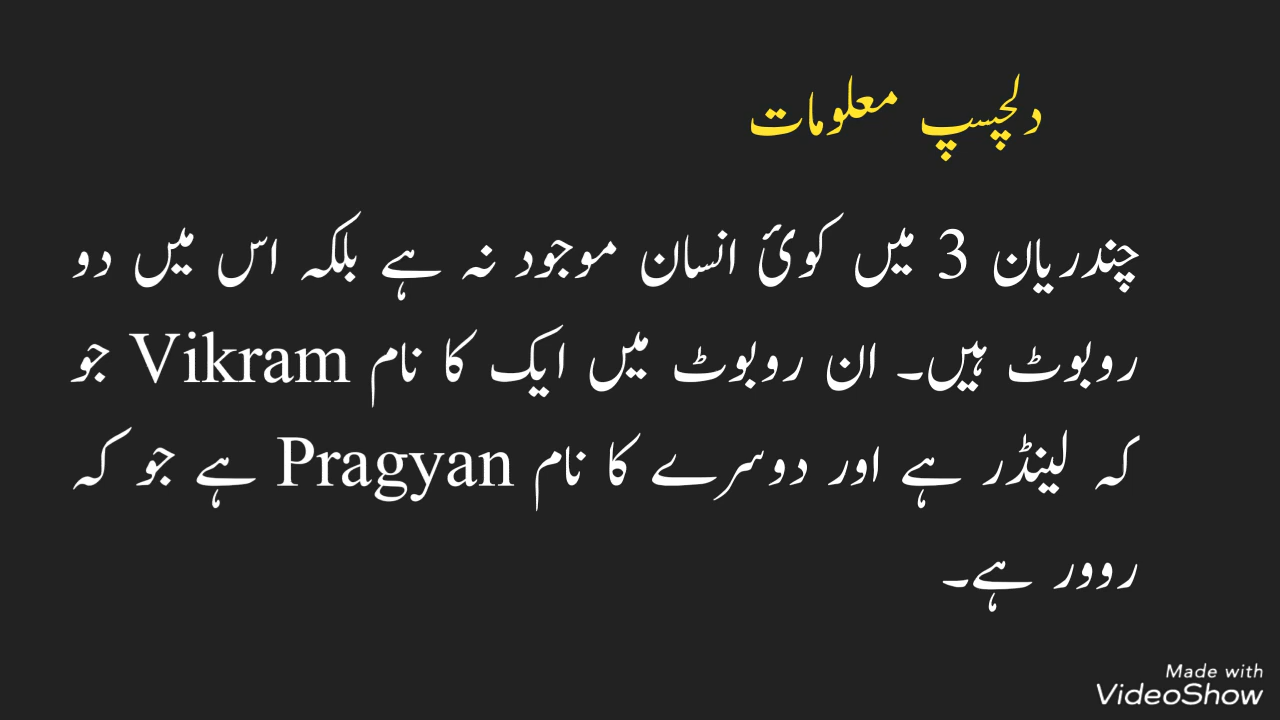 دلچسپ معلومات
چندریان 3 میں کوئ انسان موجود نہ ہے بلکہ اس میں دو
روبوٹ ہیں۔ ان روبوٹ میں ایک کا نام Vikram جو
کہ لینڈر ہے اور دوسرے کا نام Pragyan ہے جو کہ
روور ہے۔
Made with
VideoShow